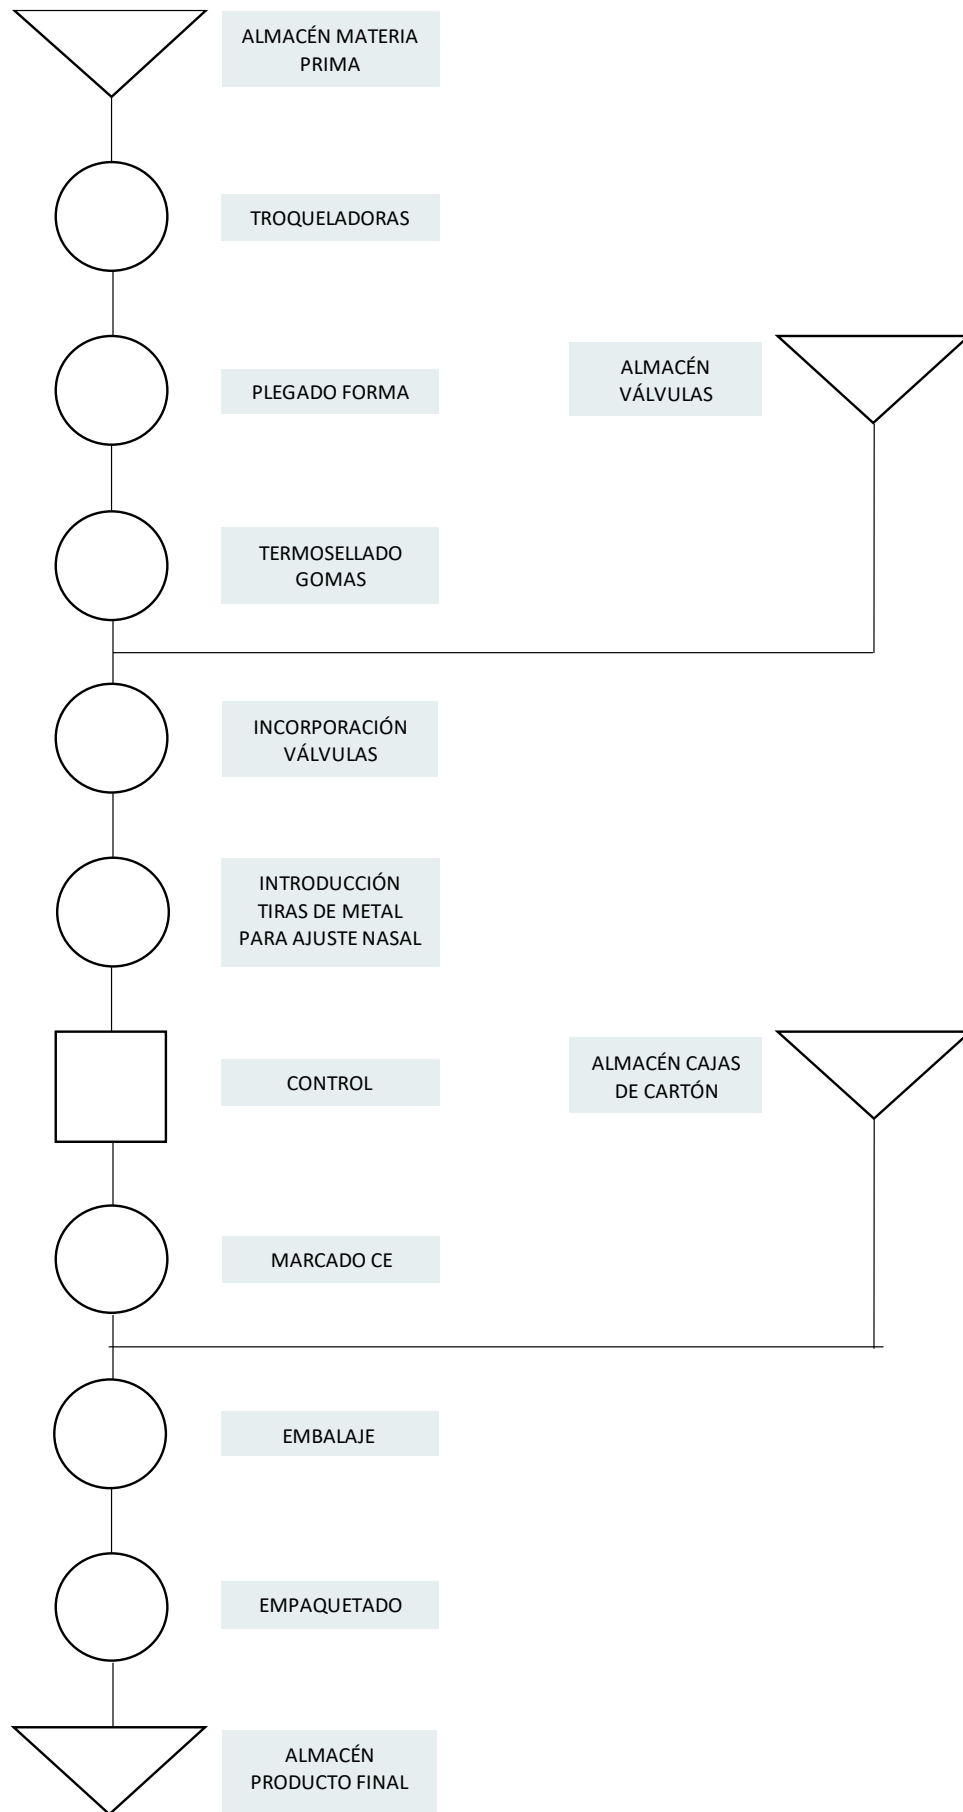 ALMACÉN MATERIA
PRIMA
TROQUELADORAS
PLEGADO FORMA
ALMACÉN
VÁLVULAS
TERMOSELLADO
GOMAS
INCORPORACIÓN
VÁLVULAS
INTRODUCCIÓN
TIRAS DE METAL
PARA AJUSTE NASAL
CONTROL
ALMACÉN CAJAS
DE CARTÓN
MARCADO CE
EMBALAJE
EMPAQUETADO
ALMACÉN
PRODUCTO FINAL